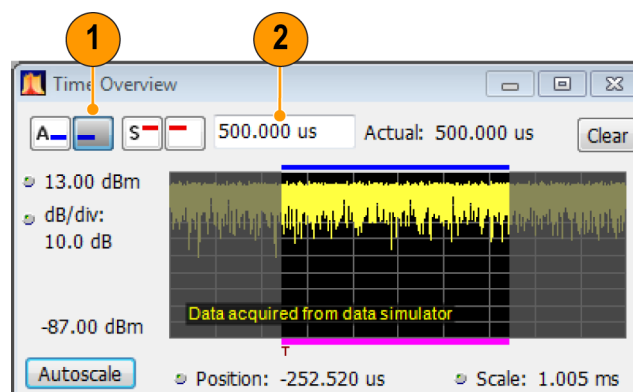 1 2
Time Overview
A S 500.000 us Actual: 500.000 us Clear
13.00 dBm
dB/div:
10.0 dB
Data acquired from data simulator
-87.00 dBm
T
Autoscale Position: -252.520 us Scale: 1.005 ms